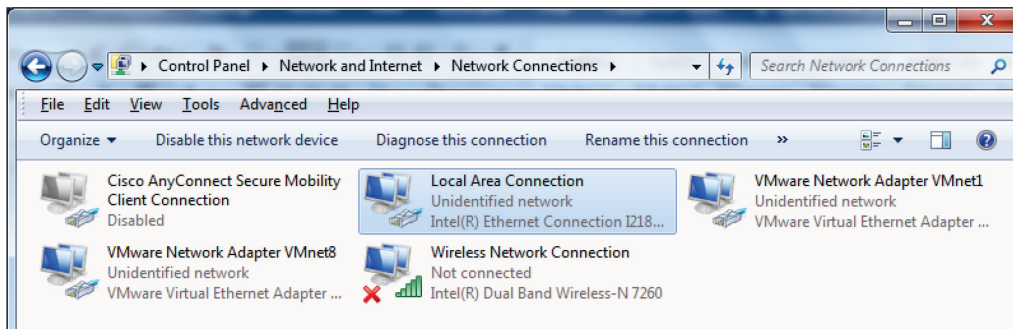 Control Panel Network and Internet Network Connections Search Network Connections
File Edit View Tools Advanced Help
Organize Disable this network device Diagnose this connection Rename this connection »
Cisco AnyConnect Secure Mobility
Client Connection
Disabled
Local Area Connection
Unidentified network
Intel(R) Ethernet Connection I218...
VMware Network Adapter VMnet1
Unidentified network
VMware Virtual Ethernet Adapter ...
VMware Network Adapter VMnet8
Unidentified network
VMware Virtual Ethernet Adapter ...
Wireless Network Connection
Not connected
Intel(R) Dual Band Wireless-N 7260